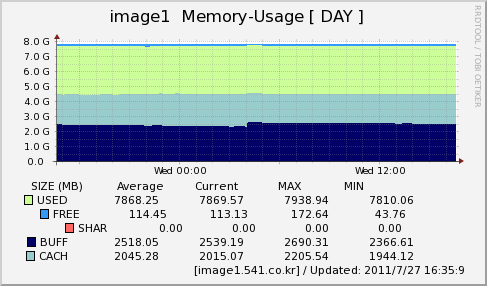 image1 Memory-Usage [ DAY ]
RRDTOOL / TOBI OETIKER
8.0 G
7.0 G
6.0 G
5.0 G
4.0 G
3.0 G
2.0 G
1.0 G
0.0
Wed 00:00 Wed 12:00
SIZE (MB) Average Current MAX MIN
USED 7868.25 7869.57 7938.94 7810.06
FREE 114.45 113.13 172.64 43.76
SHAR 0.00 0.00 0.00 0.00
BUFF 2518.05 2539.19 2690.31 2366.61
CACH 2045.28 2015.07 2205.54 1944.12
[image1.541.co.kr] / Updated: 2011/7/27 16:35:9